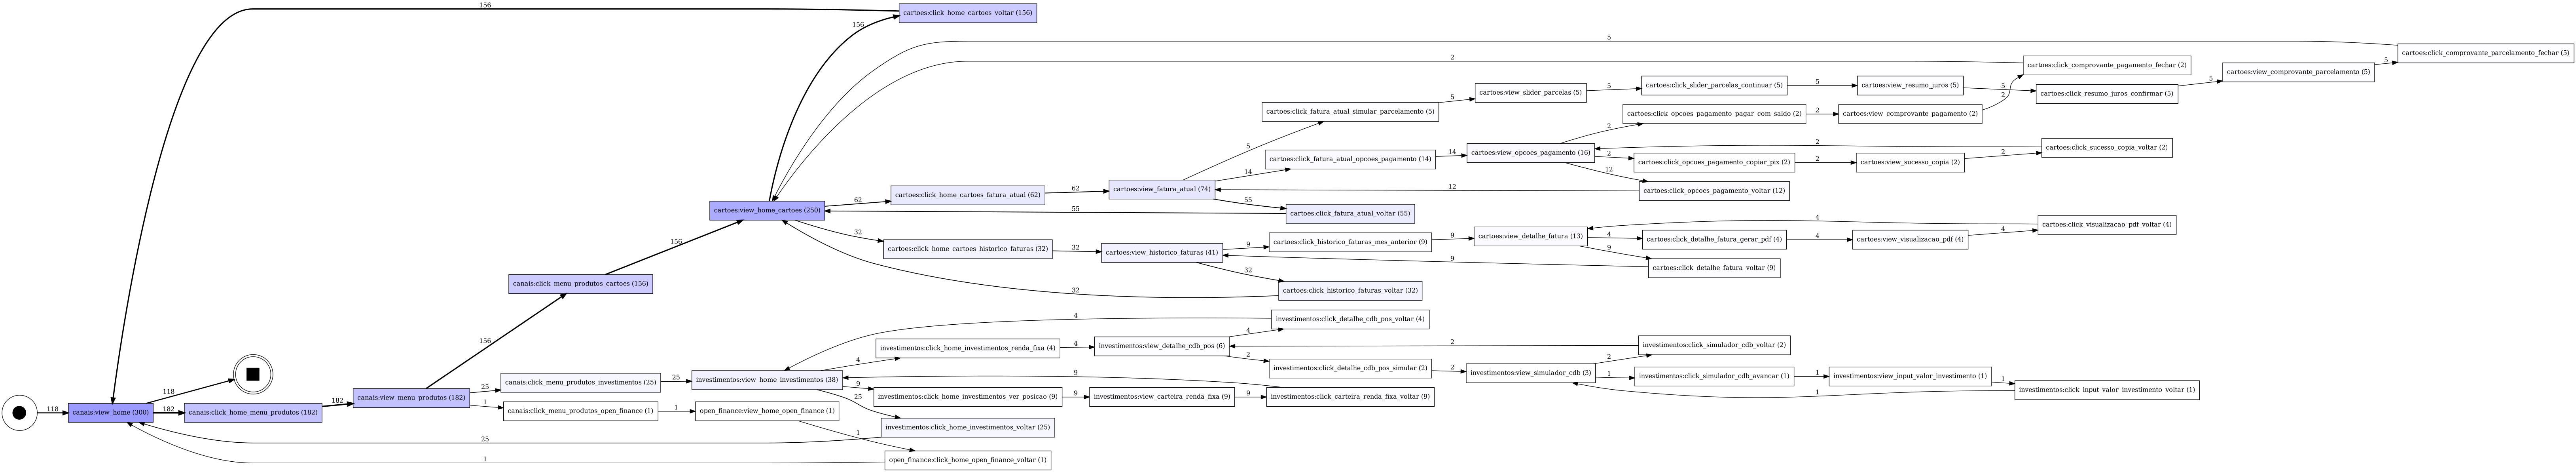 156
cartoes:click_home_cartoes_voltar (156)
156
5
cartoes:click_comprovante_parcelamento_fechar (5)
2
cartoes:click_comprovante_pagamento_fechar (2)
5
cartoes:view_comprovante_parcelamento (5)
5
cartoes:click_fatura_atual_simular_parcelamento (5)
5
cartoes:view_slider_parcelas (5)
5
cartoes:click_slider_parcelas_continuar (5)
5
cartoes:view_resumo_juros (5)
5
cartoes:click_resumo_juros_confirmar (5)
2
cartoes:click_opcoes_pagamento_pagar_com_saldo (2)
2
cartoes:view_comprovante_pagamento (2)
2
5
cartoes:click_fatura_atual_opcoes_pagamento (14)
14
cartoes:view_opcoes_pagamento (16)
2
cartoes:click_opcoes_pagamento_copiar_pix (2)
2
cartoes:view_sucesso_copia (2)
2
cartoes:click_sucesso_copia_voltar (2)
2
14
12
cartoes:click_opcoes_pagamento_voltar (12)
12
cartoes:view_home_cartoes (250)
62
cartoes:click_home_cartoes_fatura_atual (62)
62
cartoes:view_fatura_atual (74)
55
cartoes:click_fatura_atual_voltar (55)
55
32
cartoes:click_home_cartoes_historico_faturas (32)
32
cartoes:view_historico_faturas (41)
9
cartoes:click_historico_faturas_mes_anterior (9)
9
cartoes:view_detalhe_fatura (13)
4
cartoes:click_detalhe_fatura_gerar_pdf (4)
4
cartoes:view_visualizacao_pdf (4)
4
cartoes:click_visualizacao_pdf_voltar (4)
4
9
cartoes:click_detalhe_fatura_voltar (9)
9
32
cartoes:click_historico_faturas_voltar (32)
32
156
canais:click_menu_produtos_cartoes (156)
156
4
investimentos:click_detalhe_cdb_pos_voltar (4)
4
investimentos:click_home_investimentos_renda_fixa (4)
4
investimentos:view_detalhe_cdb_pos (6)
2
investimentos:click_simulador_cdb_voltar (2)
4
2
investimentos:click_detalhe_cdb_pos_simular (2)
2
investimentos:view_simulador_cdb (3)
2
1
investimentos:click_simulador_cdb_avancar (1)
1
investimentos:view_input_valor_investimento (1)
1
investimentos:click_input_valor_investimento_voltar (1)
1
118
canais:view_home (300)
118
182
canais:click_home_menu_produtos (182)
182
canais:view_menu_produtos (182)
25
canais:click_menu_produtos_investimentos (25)
25
investimentos:view_home_investimentos (38)
9
investimentos:click_home_investimentos_ver_posicao (9)
9
investimentos:view_carteira_renda_fixa (9)
9
investimentos:click_carteira_renda_fixa_voltar (9)
9
1
canais:click_menu_produtos_open_finance (1)
1
open_finance:view_home_open_finance (1)
25
investimentos:click_home_investimentos_voltar (25)
25
1
open_finance:click_home_open_finance_voltar (1)
1